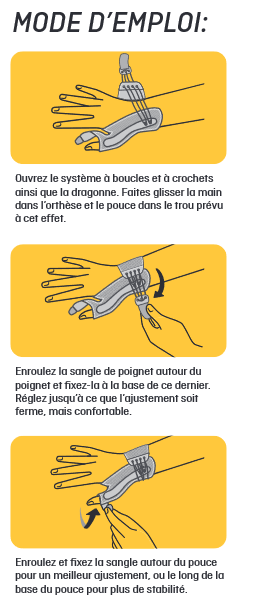 MODE D'EMPLOI:
Ouvrez le système à boucles et à crochets
ainsi que la dragonne. Faites glisser la main
dans l'orthèse et le pouce dans le trou prévu
à cet effet.
Enroulez la sangle de poignet autour du
poignet et fixez-la à la base de ce dernier.
Réglez jusqu'à ce que l'ajustement soit
ferme, mais confortable.
Enroulez et fixez la sangle autour du pouce
pour un meilleur ajustement, ou le long de la
base du pouce pour plus de stabilité.